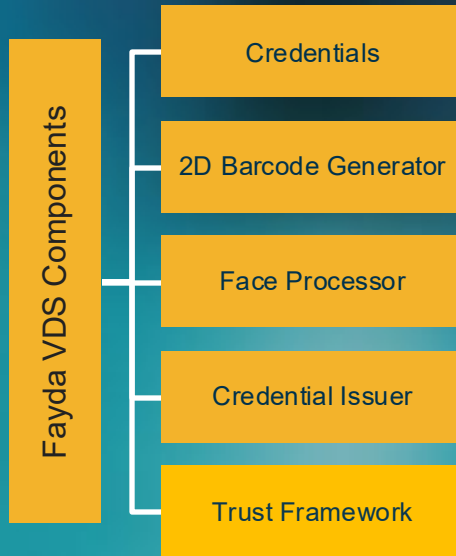 Fayda VDS Components
Credentials
2D Barcode Generator
Face Processor
Credential Issuer
Trust Framework